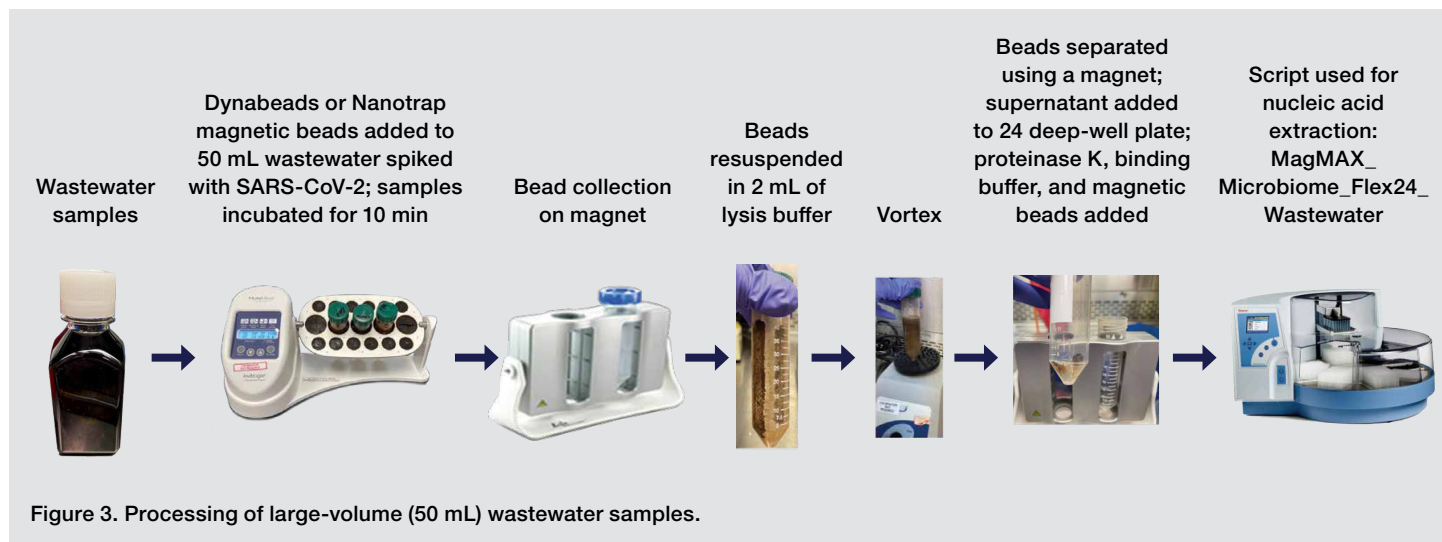 Wastewater
samples
Dynabeads or Nanotrap
magnetic beads added to
50 mL wastewater spiked
with SARS-CoV-2; samples
incubated for 10 min
Bead collection
on magnet
Beads
resuspended
in 2 mL of
lysis buffer
Vortex
Beads separated
using a magnet;
supernatant added
to 24 deep-well plate;
proteinase K, binding
buffer, and magnetic
beads added
Script used for
nucleic acid
extraction:
MagMAX_
Microbiome_Flex24_
Wastewater
Figure 3. Processing of large-volume (50 mL) wastewater samples.